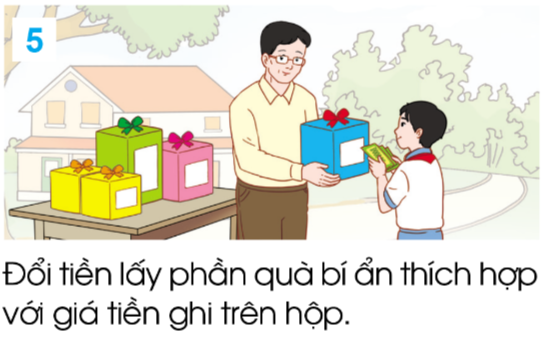 5
Đổi tiền lấy phần quà bí ẩn thích hợp
với giá tiền ghi trên hộp.